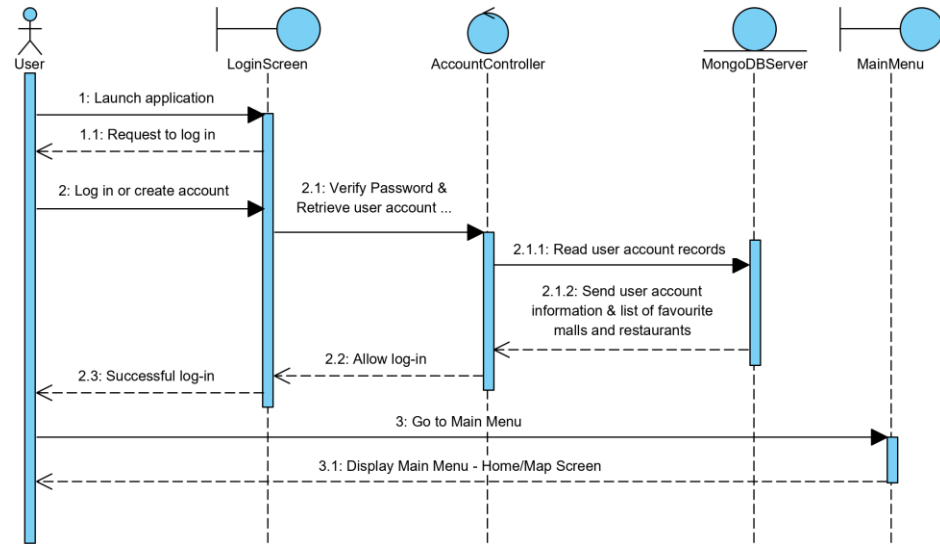 User
LoginScreen
AccountController
MongoDBServer
MainMenu
1: Launch application
1.1: Request to log in
2: Log in or create account
2.1: Verify Password &
Retrieve user account ...
2.1.1: Read user account records
2.1.2: Send user account
information & list of favourite
malls and restaurants
2.2: Allow log-in
2.3: Successful log-in
3: Go to Main Menu
3.1: Display Main Menu - Home/Map Screen